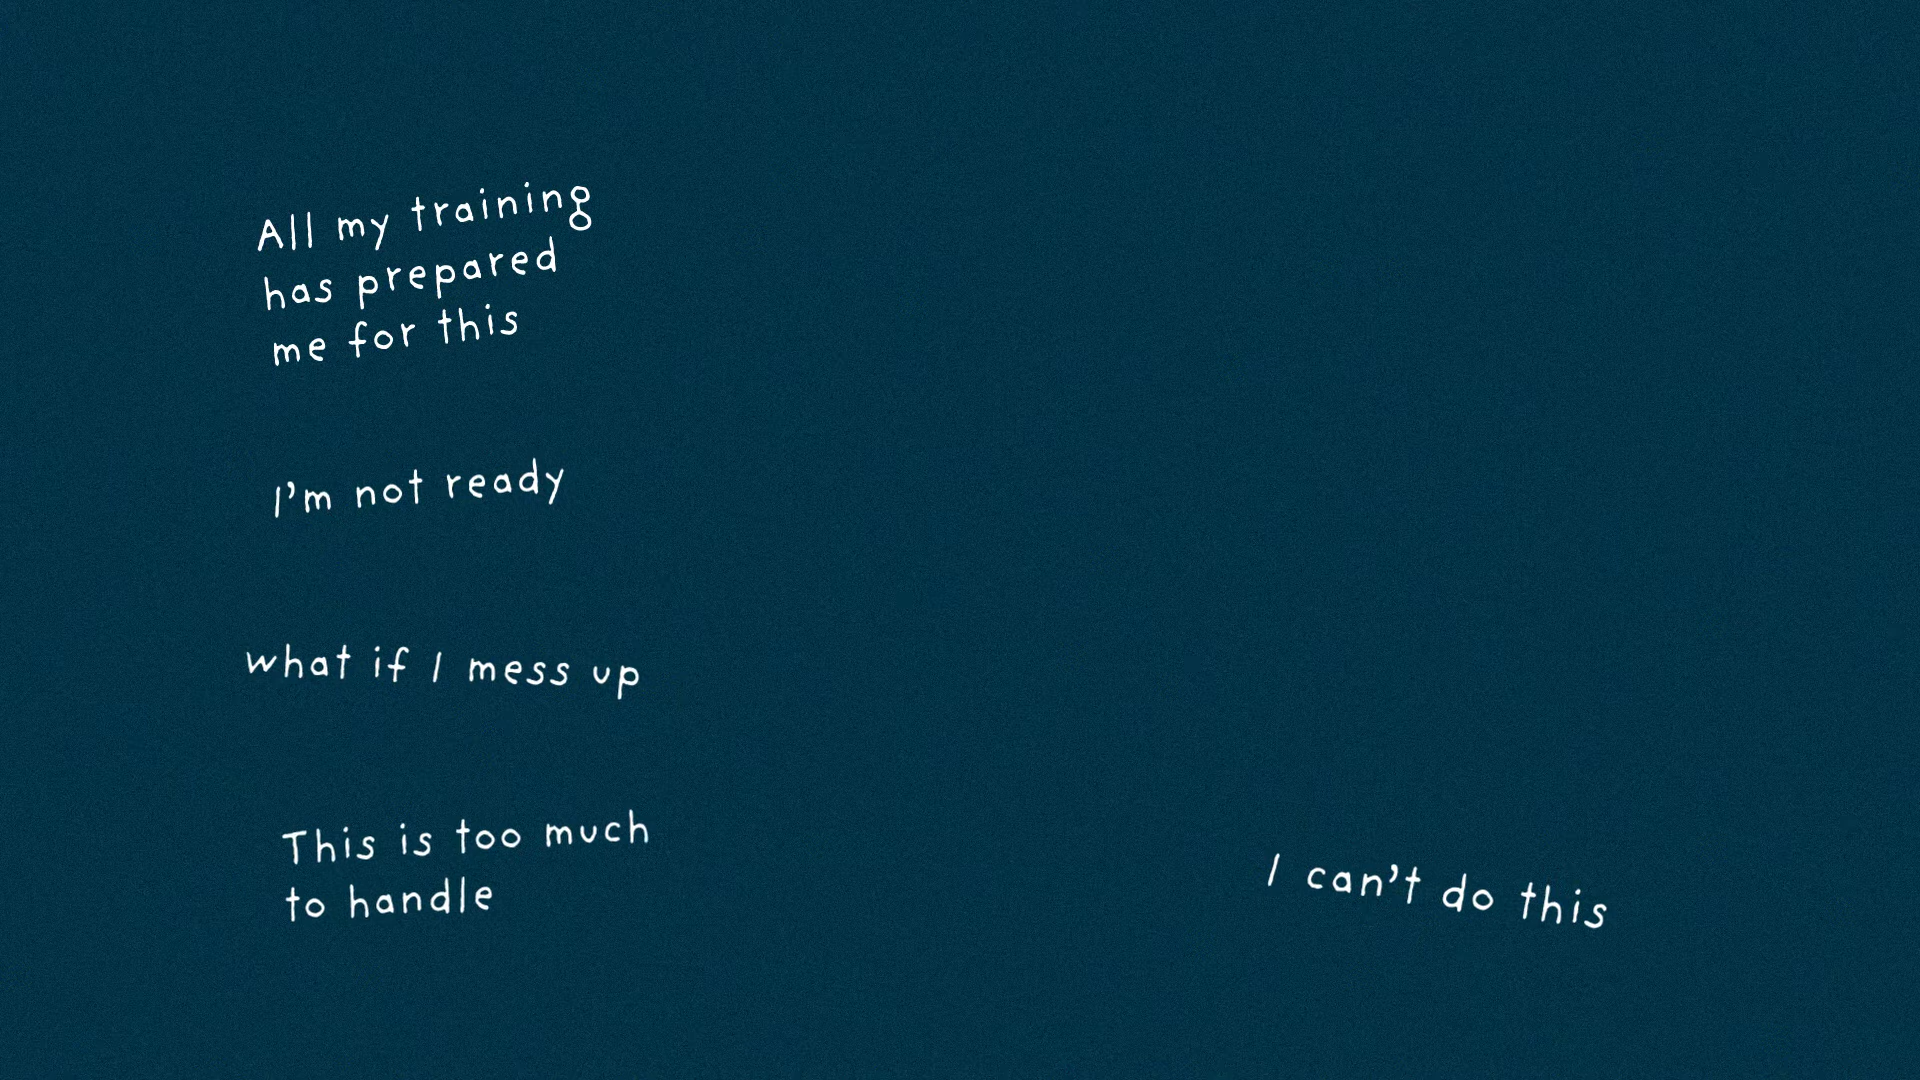 All my training
has prepared
me for this
I'm not ready
what if I mess up
This is too much
to handle
I can't do this